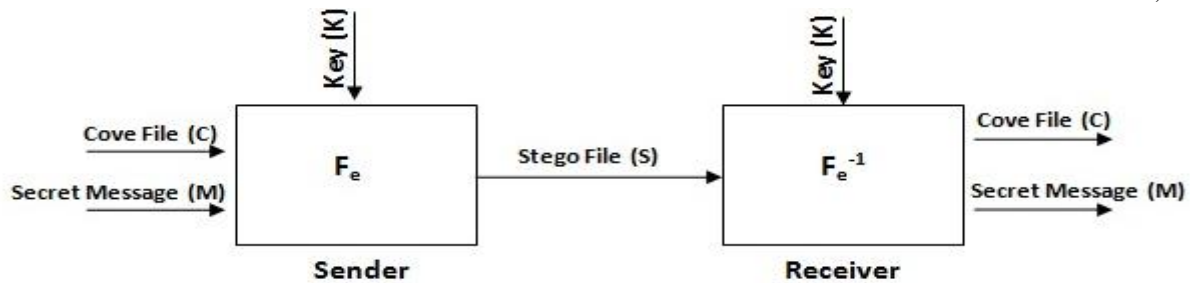 Key (K)
Key (K)
Cove File (C)
Secret Message (M)
Fe
Stego File (S)
Fe-1
Cove File (C)
Secret Message (M)
Sender
Receiver